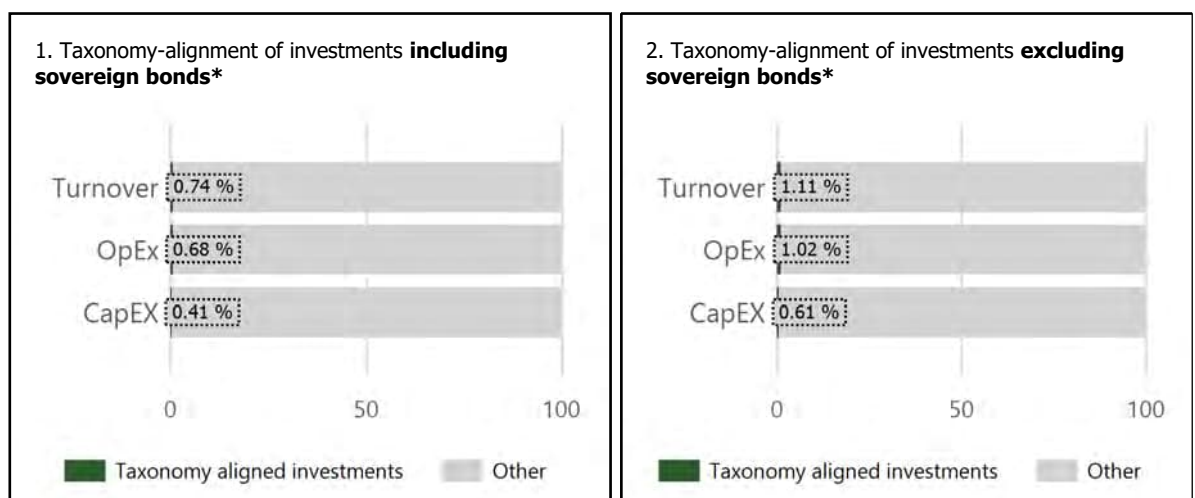 1. Taxonomy-alignment of investments including
sovereign bonds*
Turnover 0.74 %
OpEx 0.68 %
CapEX 0.41 %
0 50 100
Taxonomy aligned investments Other
2. Taxonomy-alignment of investments excluding
sovereign bonds*
Turnover 1.11 %
OpEx 1.02 %
CapEX 0.61 %
0 50 100
Taxonomy aligned investments Other